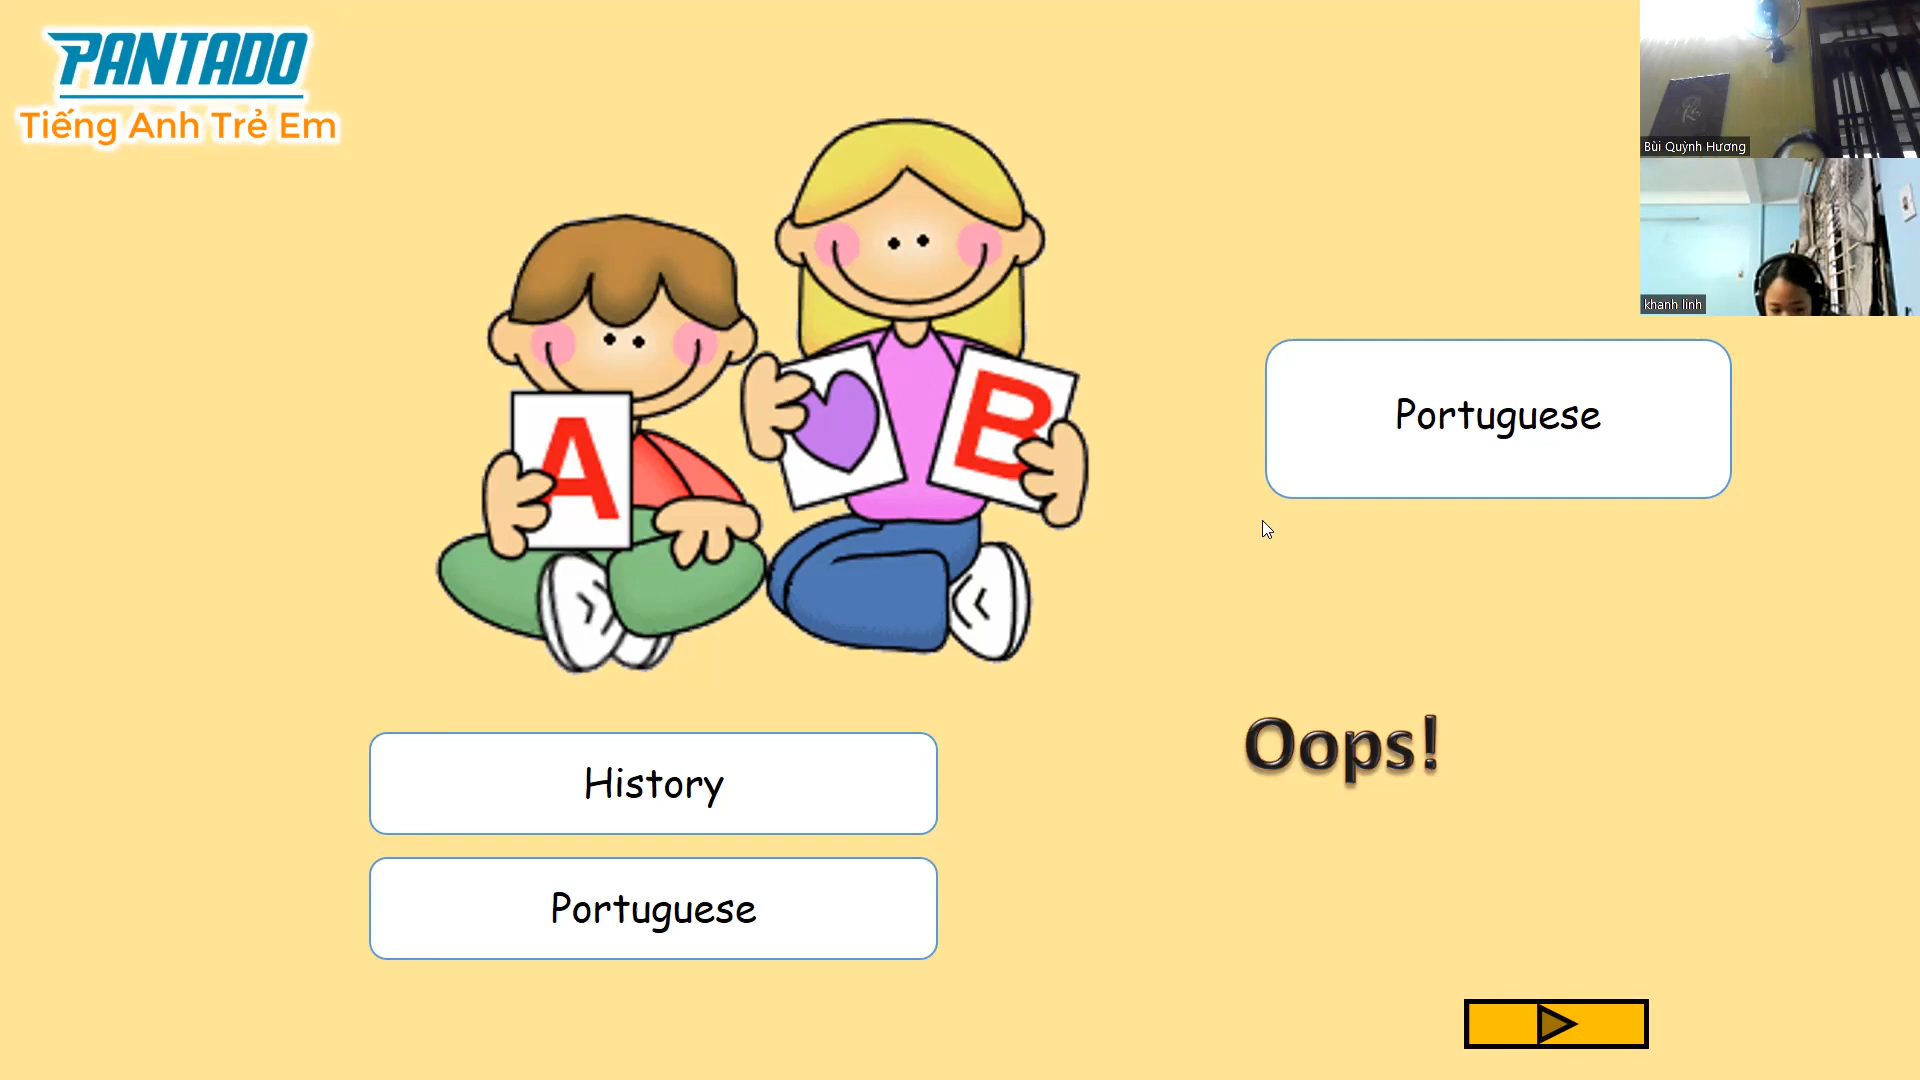 PANTADO
Tiếng Anh Trẻ Em
Bùi Quỳnh Hương
khanh linh
A
B
Portuguese
Oops!
History
Portuguese